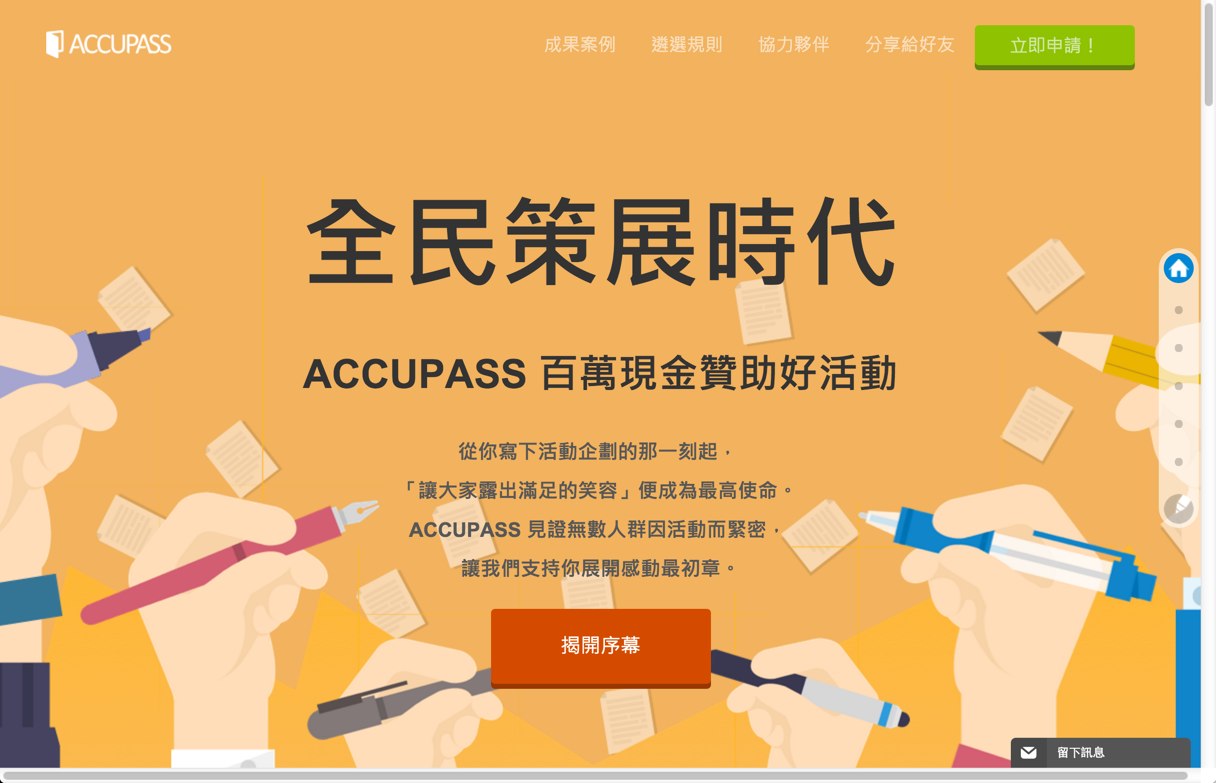 ACCUPASS
成果案例
遴選規則
協力夥伴
分享給好友
立即申請！
全民策展時代
ACCUPASS 百萬現金贊助好活動
從你寫下活動企劃的那一刻起，
「讓大家露出滿足的笑容」便成為最高使命。
ACCUPASS 見證無數人群因活動而緊密，
讓我們支持你展開感動最初章。
揭開序幕
留下訊息